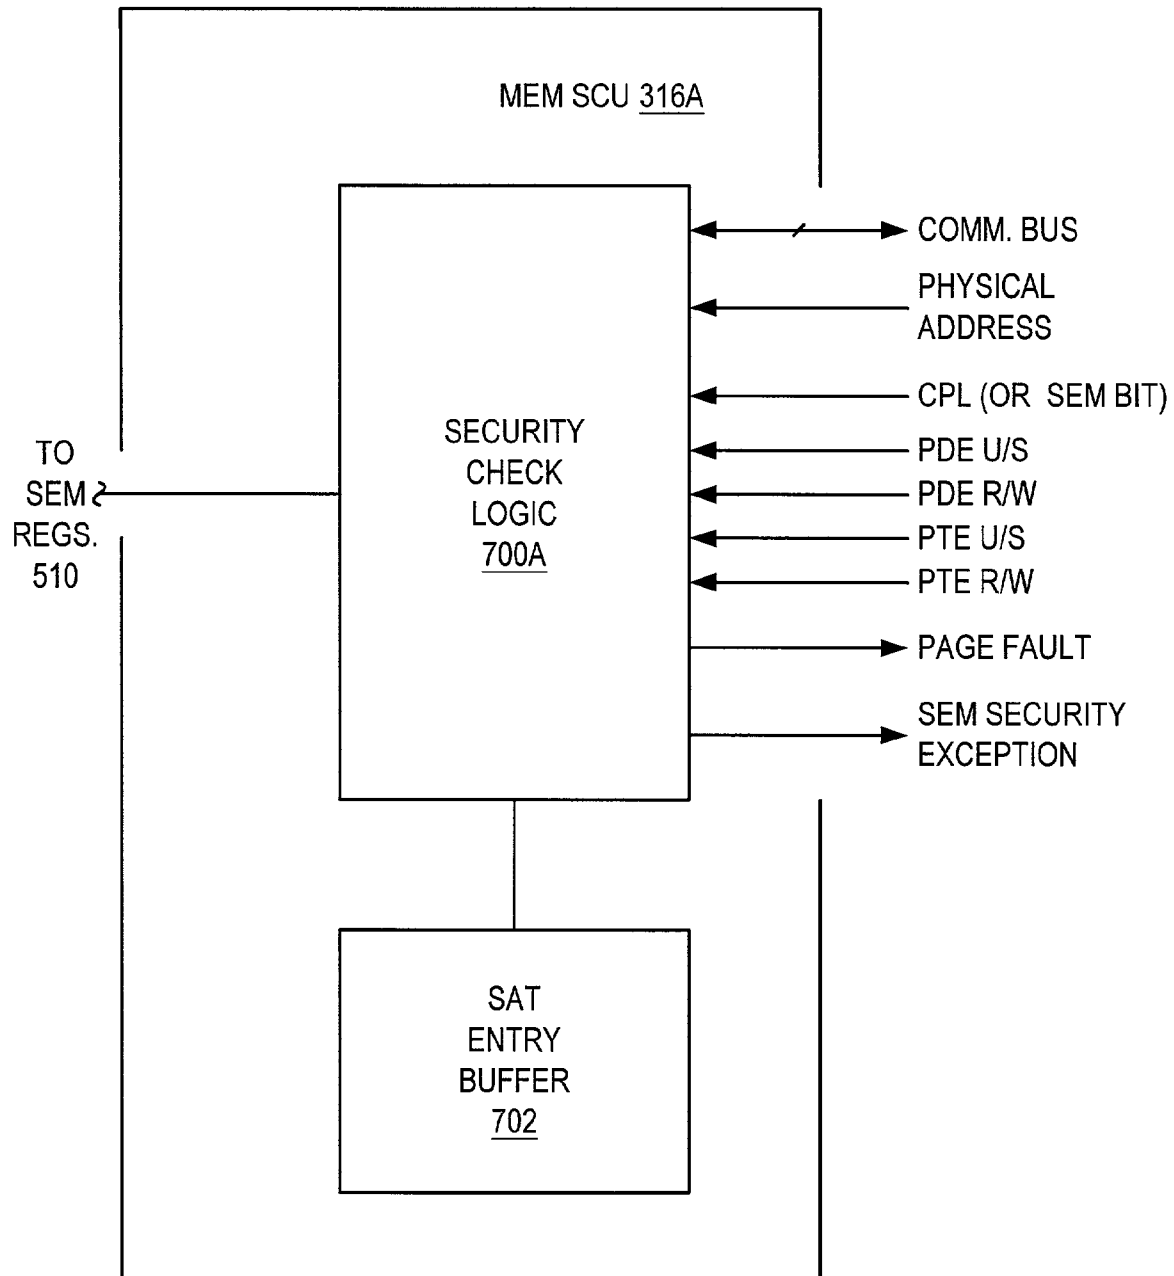 MEM SCU 316A
COMM. BUS
PHYSICAL
ADDRESS
CPL (OR SEM BIT)
SECURITY
CHECK
LOGIC
700A
PDE U/S
PDE R/W
PTE U/S
PTE R/W
TO
SEM
REGS.
510
PAGE FAULT
SEM SECURITY
EXCEPTION
SAT
ENTRY
BUFFER
702